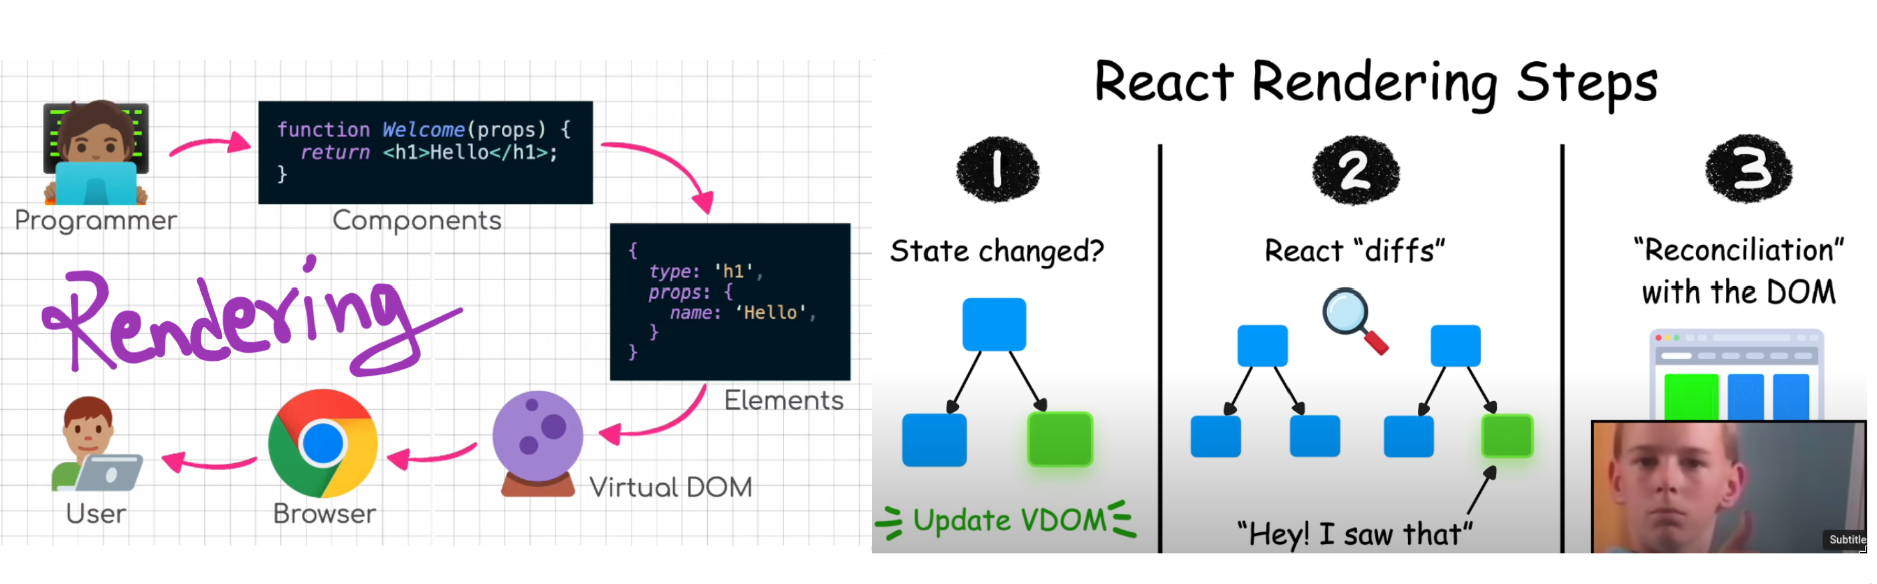 function Welcome(props) {
return <h1>Hello</h1>;
}
Programmer
Components
{
type: 'h1',
props: {
name: 'Hello',
}
}
Elements
Rendering
Virtual DOM
Browser
User
React Rendering Steps
1
State changed?
Update VDOM
2
React “diffs”
“Hey! I saw that”
3
“Reconciliation”
with the DOM
Subtitle